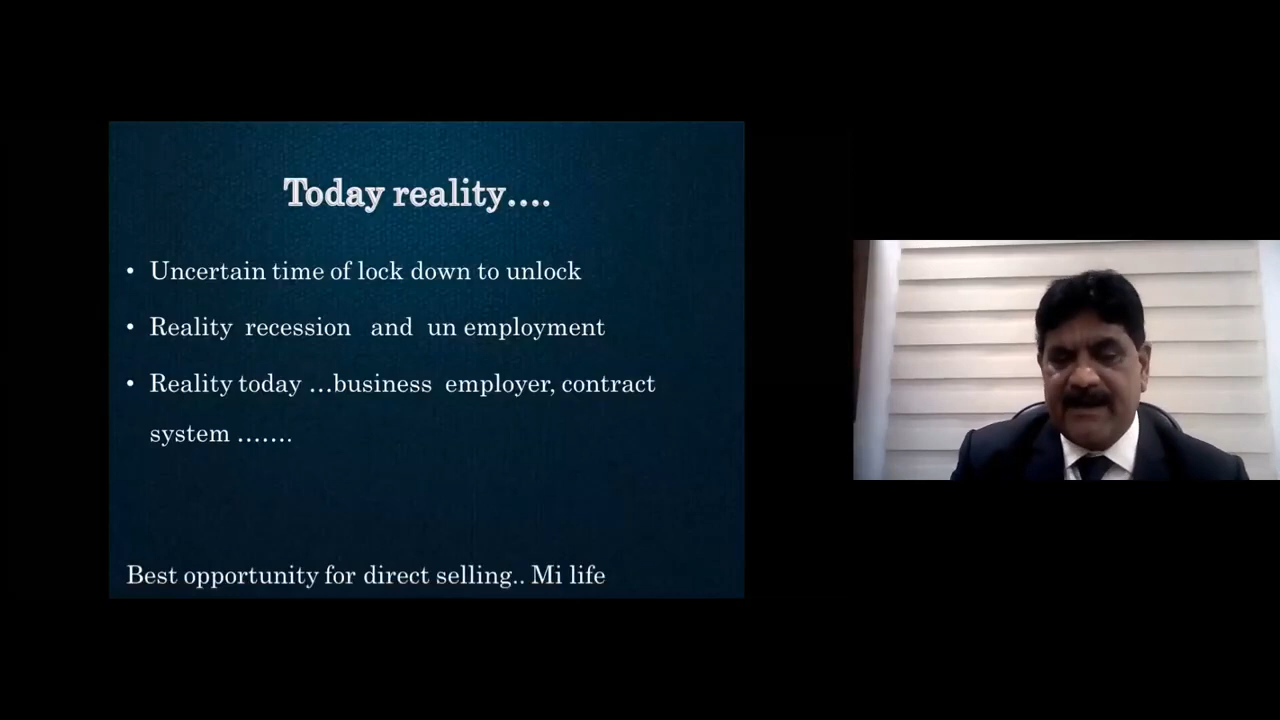 Today reality....
• Uncertain time of lock down to unlock
• Reality recession and un employment
• Reality today ...business employer, contract
system .......
Best opportunity for direct selling.. Mi life